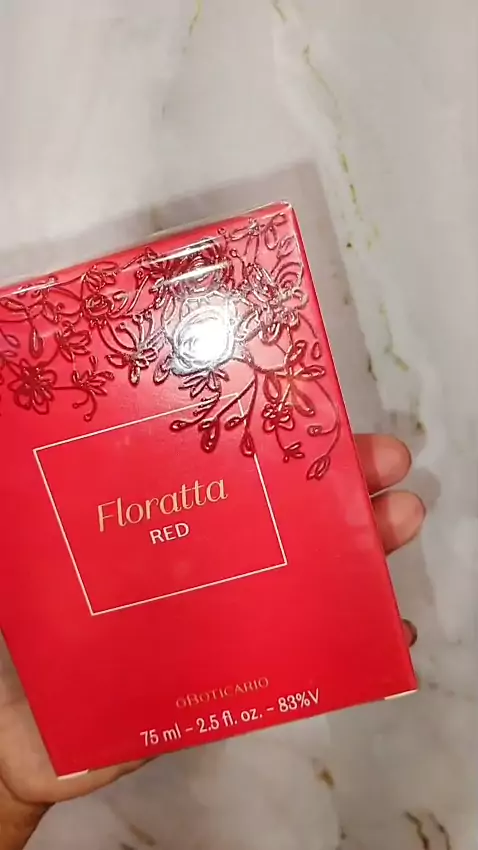 Floratta
RED
oBOTICARIO
75 ml - 2.5 fl. oz. - 83%V